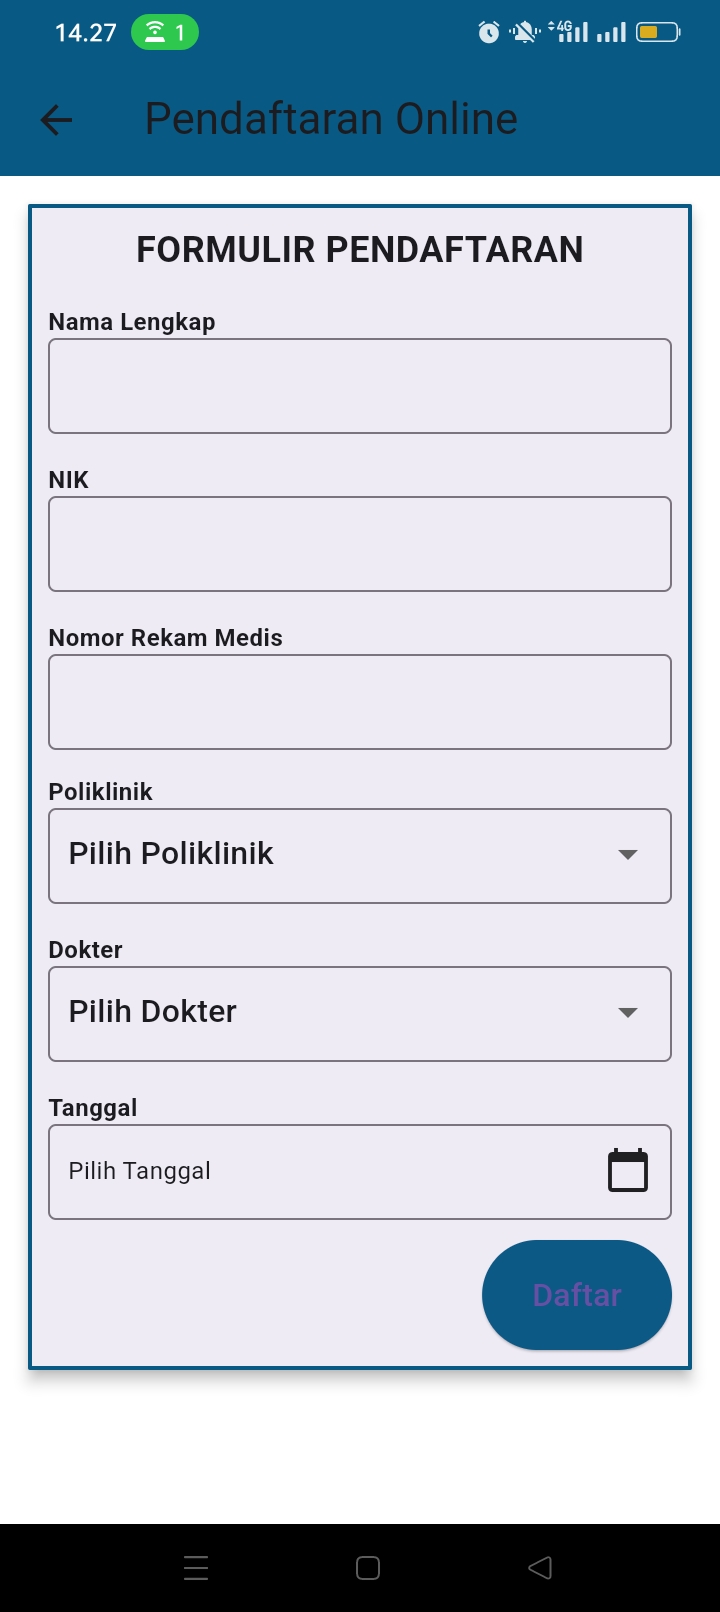 14.27
1
4G
Pendaftaran Online
FORMULIR PENDAFTARAN
Nama Lengkap
NIK
Nomor Rekam Medis
Poliklinik
Pilih Poliklinik
Dokter
Pilih Dokter
Tanggal
Pilih Tanggal
Daftar